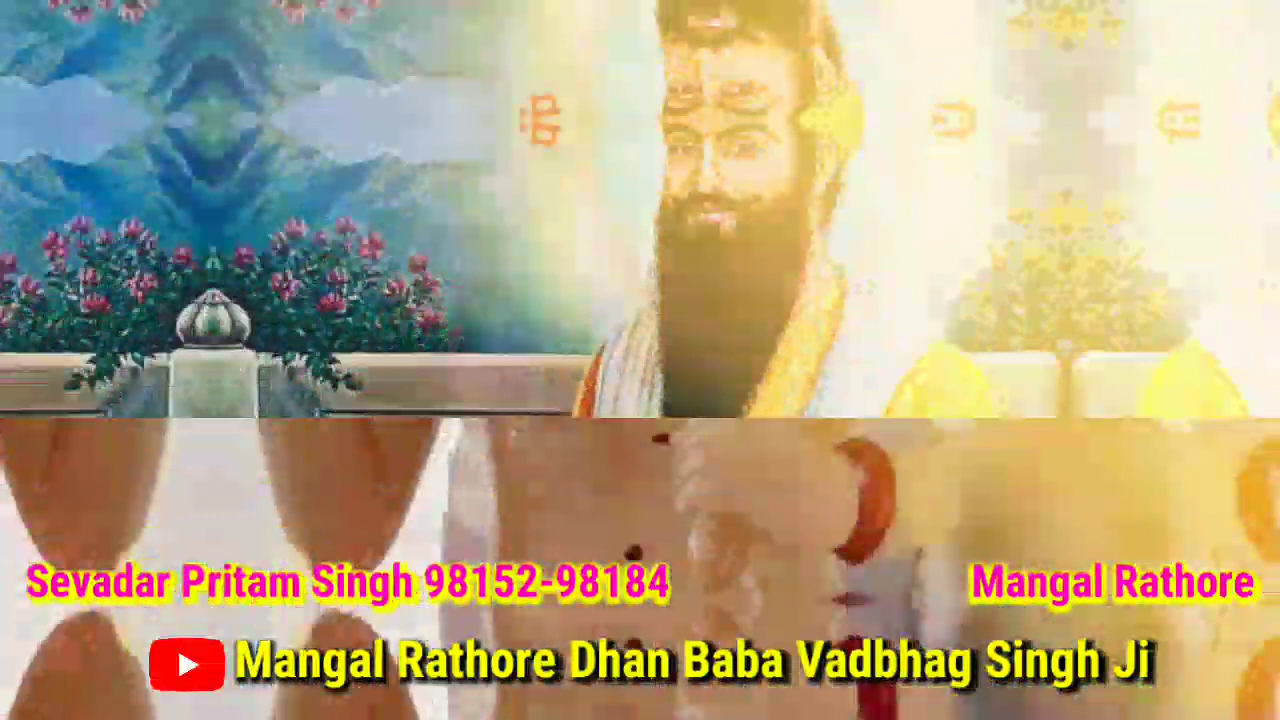 Sevadar Pritam Singh 98152-98184
Mangal Rathore
Mangal Rathore Dhan Baba Vadbhag Singh Ji